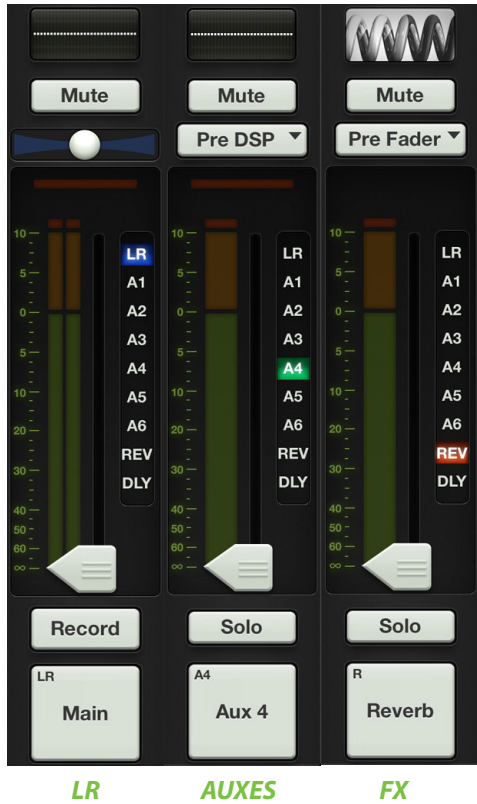 Mute
10
5
0
5
10
20
30
40
50
60
∞
LR
A1
A2
A3
A4
A5
A6
REV
DLY
Record
LR
Main
LR
Mute
Pre DSP
10
5
0
5
10
20
30
40
50
60
∞
LR
A1
A2
A3
A4
A5
A6
REV
DLY
Solo
A4
Aux 4
AUXES
Mute
Pre Fader
10
5
0
5
10
20
30
40
50
60
∞
LR
A1
A2
A3
A4
A5
A6
REV
DLY
Solo
R
Reverb
FX